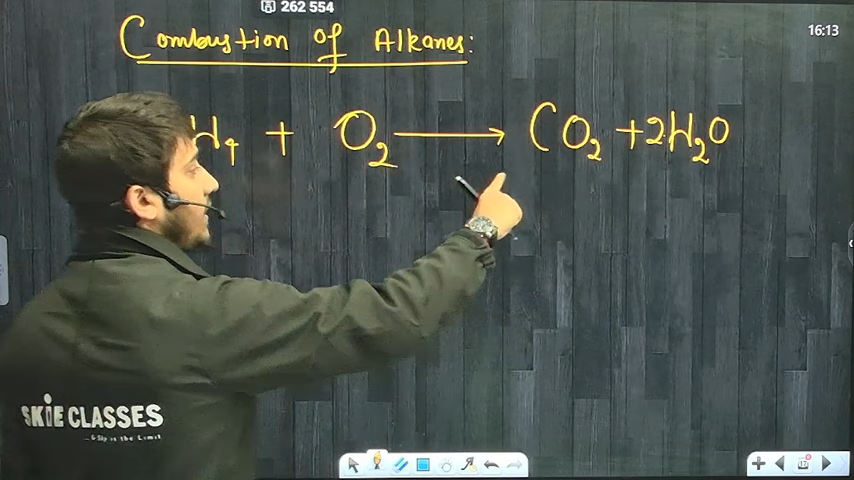 262 554
16:13
Combustion of Alkanes:
H₄ + O₂ → CO₂ + 2H₂O
SKIE CLASSES